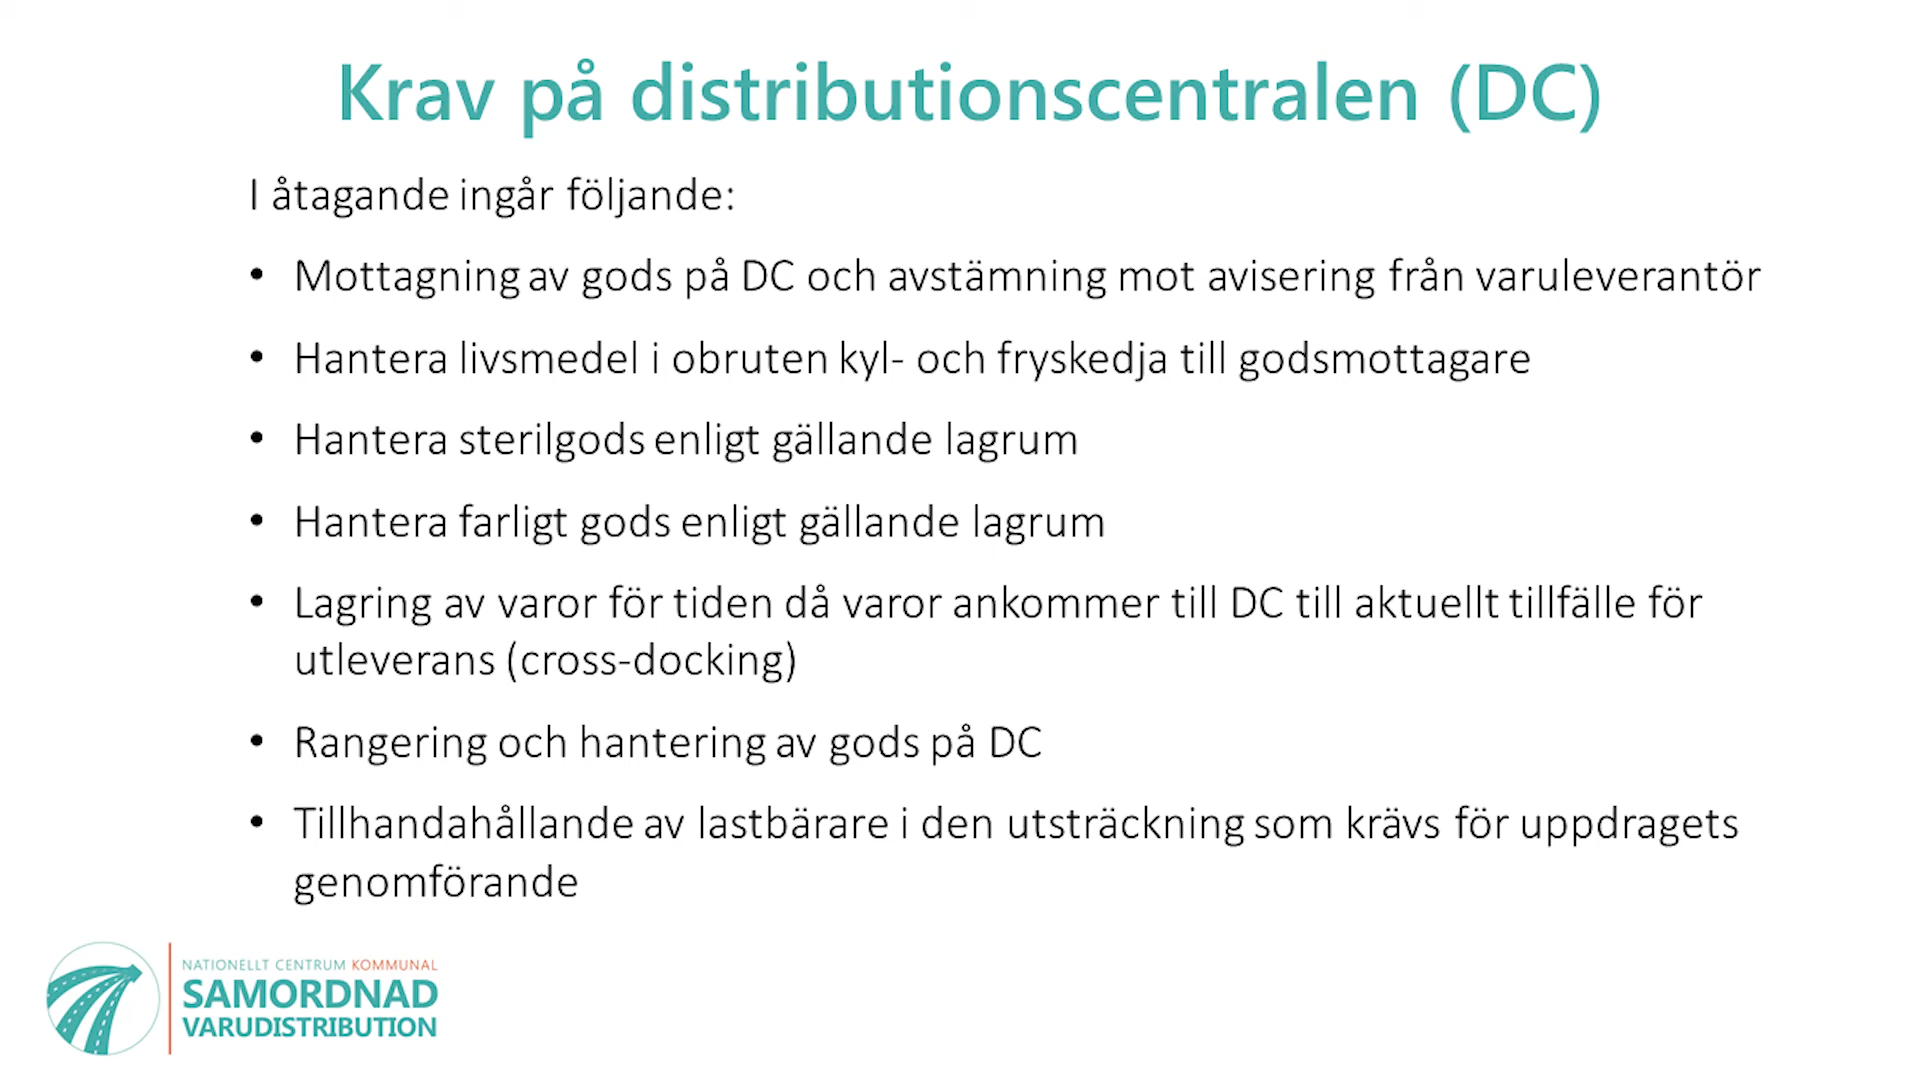 Krav på distributionscentralen (DC)
I åtagande ingår följande:
• Mottagning av gods på DC och avstämning mot avisering från varuleverantör
• Hantera livsmedel i obruten kyl- och fryskedja till godsmottagare
• Hantera sterilgods enligt gällande lagrum
• Hantera farligt gods enligt gällande lagrum
• Lagring av varor för tiden då varor ankommer till DC till aktuellt tillfälle för
utleverans (cross-docking)
• Rangering och hantering av gods på DC
• Tillhandahållande av lastbärare i den utsträckning som krävs för uppdragets
genomförande
NATIONELLT CENTRUM KOMMUNAL
SAMORDNAD
VARUDISTRIBUTION